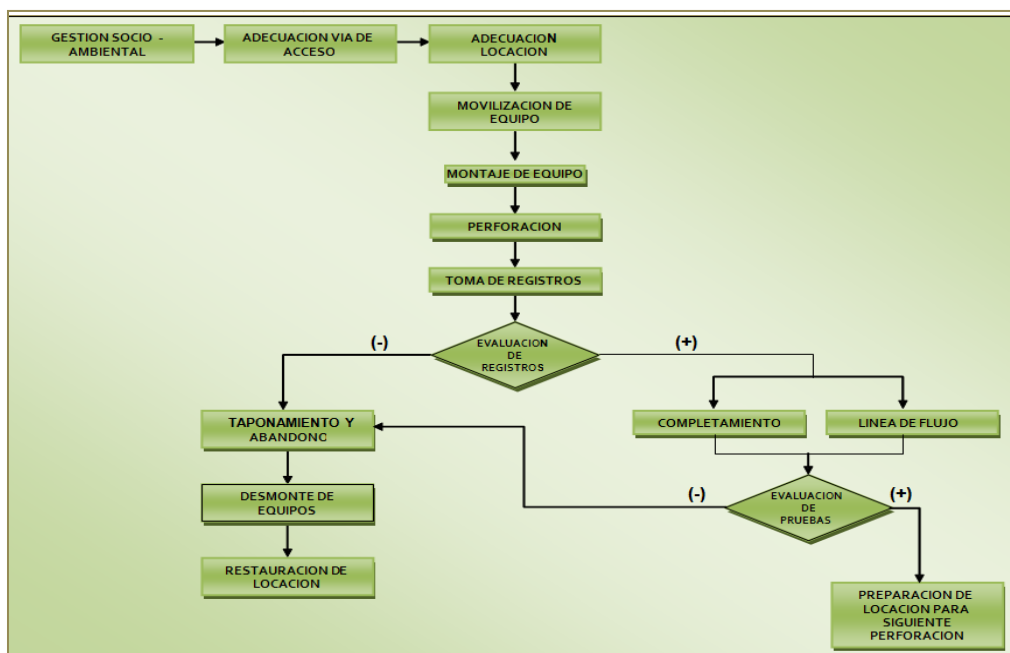 GESTION SOCIO -
AMBIENTAL
ADECUACION VIA DE
ACCESO
ADECUACION
LOCACION
MOVILIZACION DE
EQUIPO
MONTAJE DE EQUIPO
PERFORACION
TOMA DE REGISTROS
EVALUACION
DE
REGISTROS
(-)
(+)
TAPONAMIENTO Y
ABANDONO
COMPLETAMIENTO
LINEA DE FLUJO
DESMONTE DE
EQUIPOS
(-)
EVALUACION
DE
PRUEBAS
(+)
RESTAURACION DE
LOCACION
PREPARACION DE
LOCACION PARA
SIGUIENTE
PERFORACION